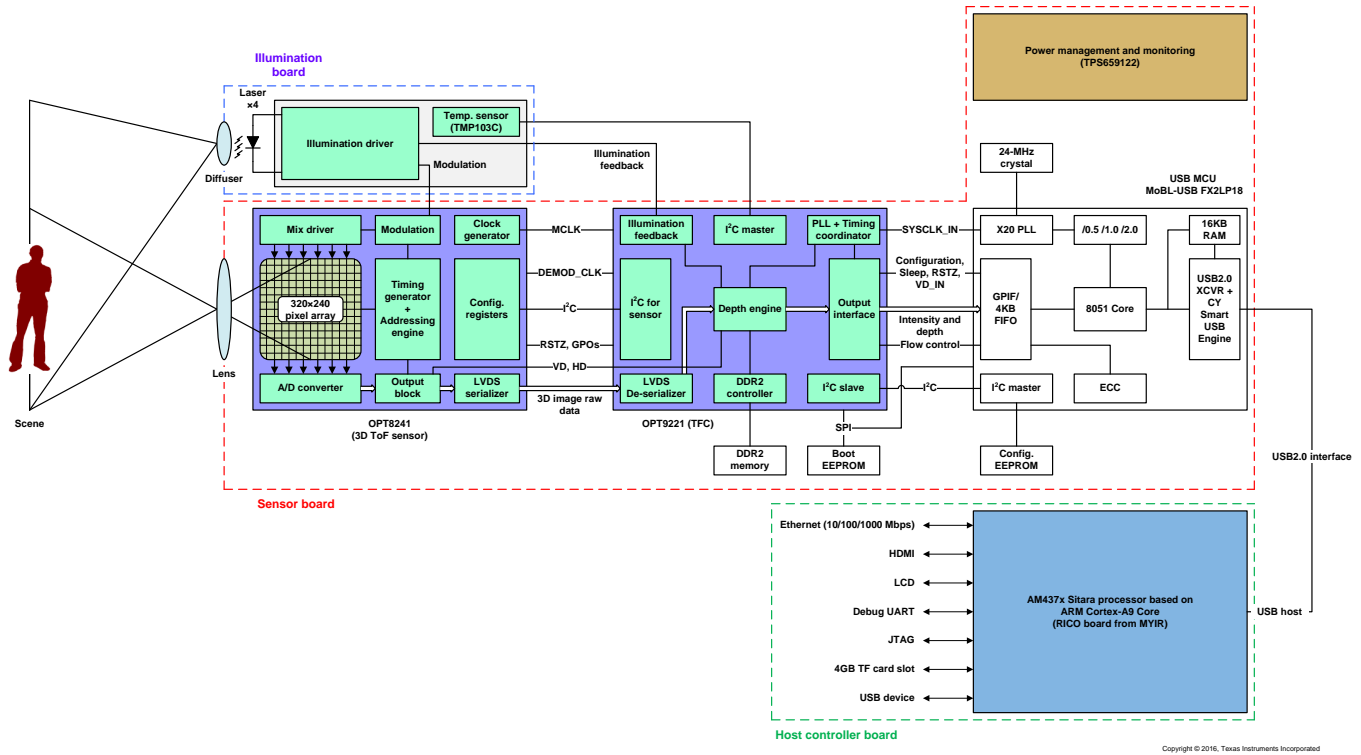 Power management and monitoring
(TPS659122)
Illumination
board
Laser
×4
Temp. sensor
(TMP103C)
Illumination driver
Illumination
feedback
Modulation
Diffuser
24-MHz
crystal
USB MCU
MoBL-USB FX2LP18
Mix driver
Modulation
Clock
generator
MCLK
Illumination
feedback
I²C master
PLL + Timing
coordinator
SYSCLK_IN
X20 PLL
/0.5 /1.0 /2.0
16KB
RAM
320x240
pixel array
Timing
generator
+
Addressing
engine
Config.
registers
DEMOD_CLK
I²C
RSTZ, GPOs
I²C for
sensor
Depth engine
Output
interface
Configuration,
Sleep, RSTZ,
VD_IN
Intensity and
depth
Flow control
GPIF/
4KB
FIFO
8051 Core
USB2.0
XCVR +
CY
Smart
USB
Engine
VD, HD
Lens
A/D converter
Output
block
LVDS
serializer
3D image raw
data
LVDS
De-serializer
DDR2
controller
I²C slave
I²C
I²C master
ECC
Scene
OPT8241
(3D ToF sensor)
OPT9221 (TFC)
SPI
DDR2
memory
Boot
EEPROM
Config.
EEPROM
USB2.0 interface
Sensor board
Ethernet (10/100/1000 Mbps)
HDMI
LCD
Debug UART
JTAG
4GB TF card slot
USB device
AM437x Sitara processor based on
ARM Cortex-A9 Core
(RICO board from MYIR)
USB host
Host controller board
Copyright © 2016, Texas Instruments Incorporated